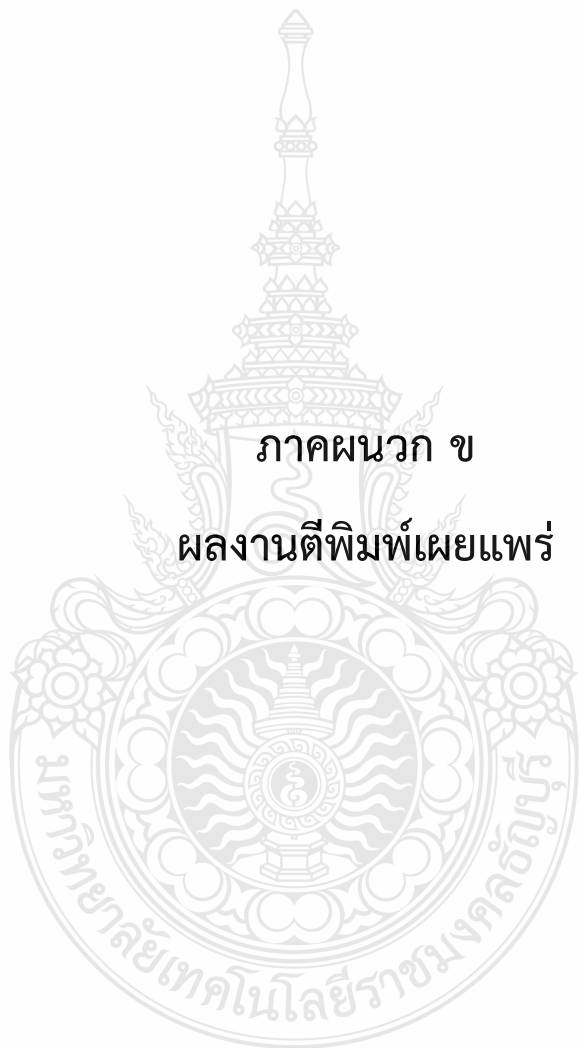 ภาคผนวก ข
ผลงานตีพิมพ์เผยแพร่
มหาวิทยาลัยเทคโนโลยีราชมงคลธัญบุรี